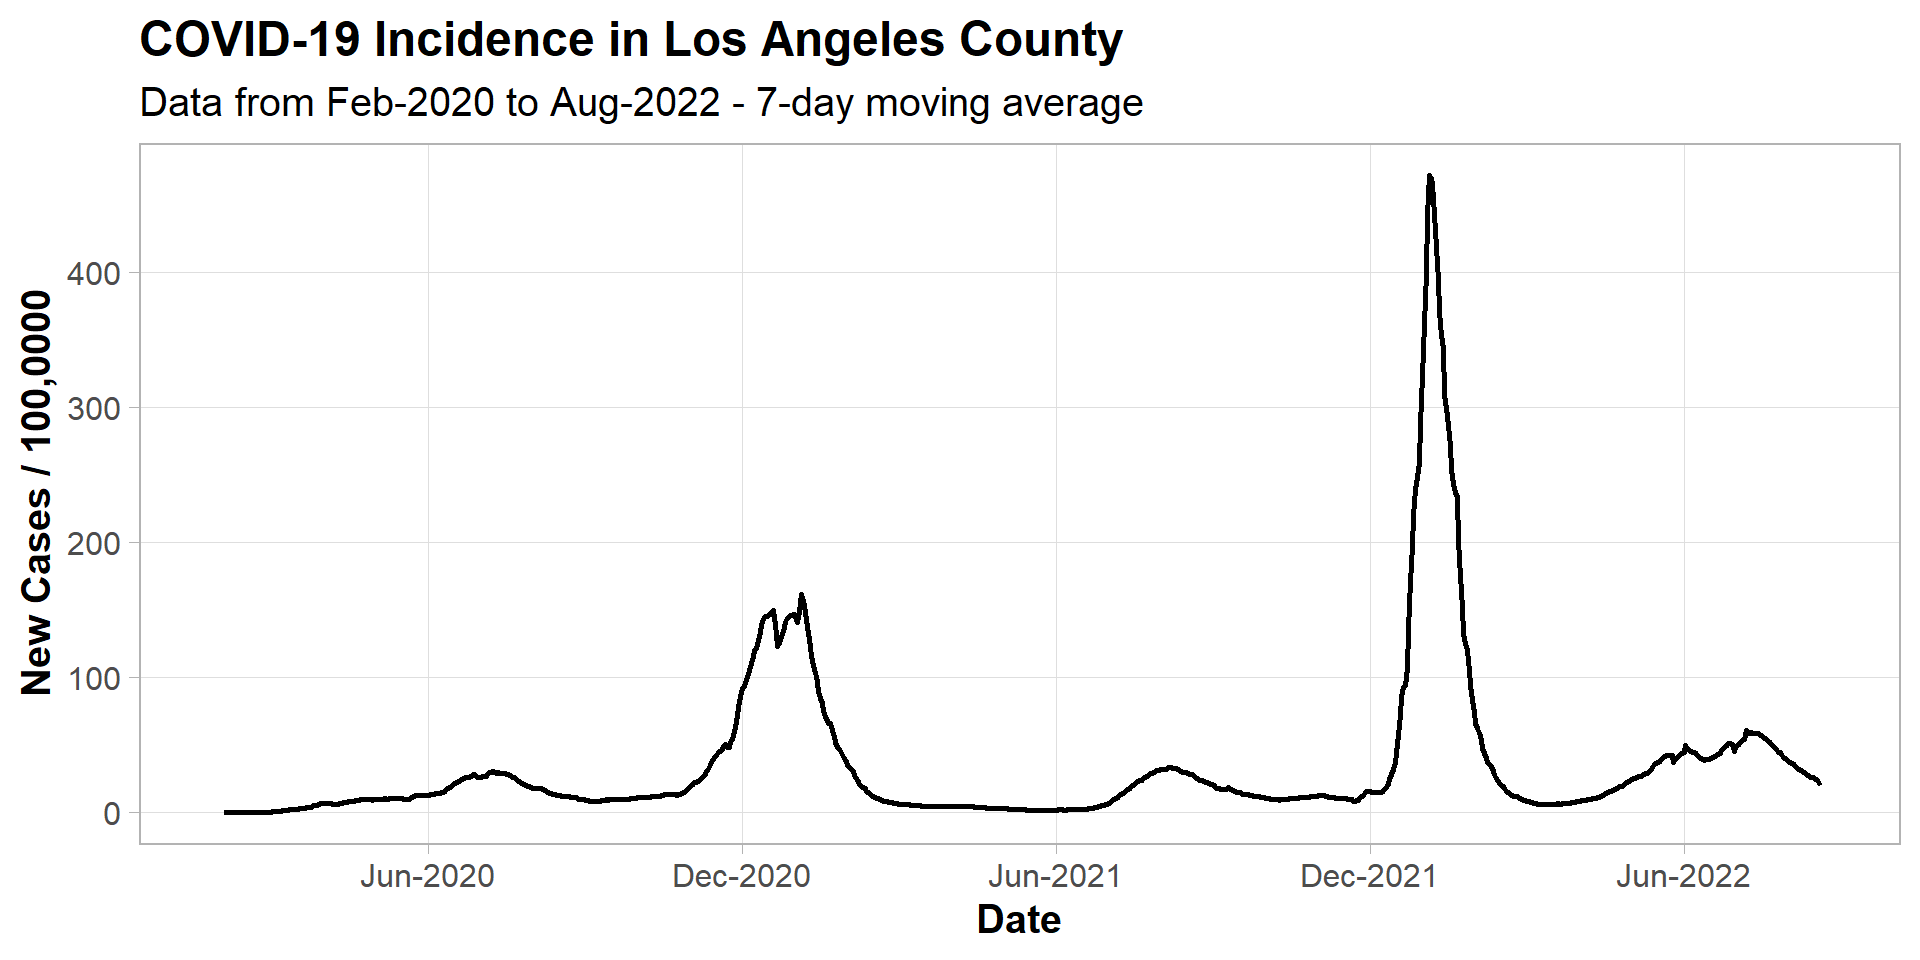 COVID-19 Incidence in Los Angeles County
Data from Feb-2020 to Aug-2022 - 7-day moving average
New Cases / 100,0000
400
300
200
100
0
Jun-2020
Dec-2020
Jun-2021
Dec-2021
Jun-2022
Date